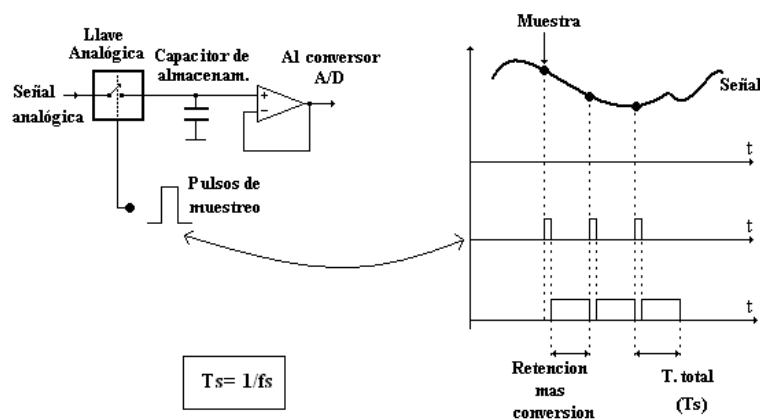 Llave
Analógica
Capacitor de
almacenam.
Al conversor
A/D
Señal
analógica
+
−
Pulsos de
muestreo
Ts= 1/fs
Muestra
Señal
t
t
t
Retencion
mas
conversion
T. total
(Ts)